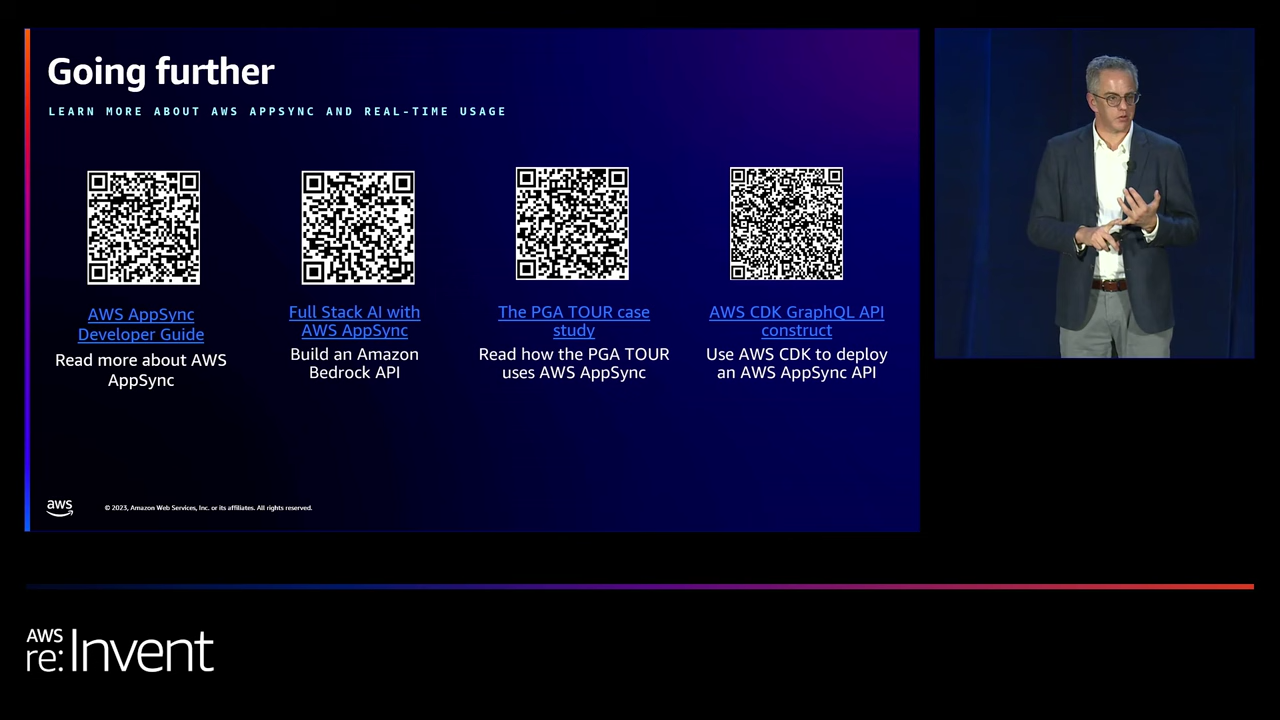 Going further
LEARN MORE ABOUT AWS APPSYNC AND REAL-TIME USAGE
AWS AppSync
Developer Guide
Read more about AWS
AppSync
Full Stack AI with
AWS AppSync
Build an Amazon
Bedrock API
The PGA TOUR case
study
Read how the PGA TOUR
uses AWS AppSync
AWS CDK GraphQL API
construct
Use AWS CDK to deploy
an AWS AppSync API
aws
© 2023, Amazon Web Services, Inc. or its affiliates. All rights reserved.
AWS
re:Invent